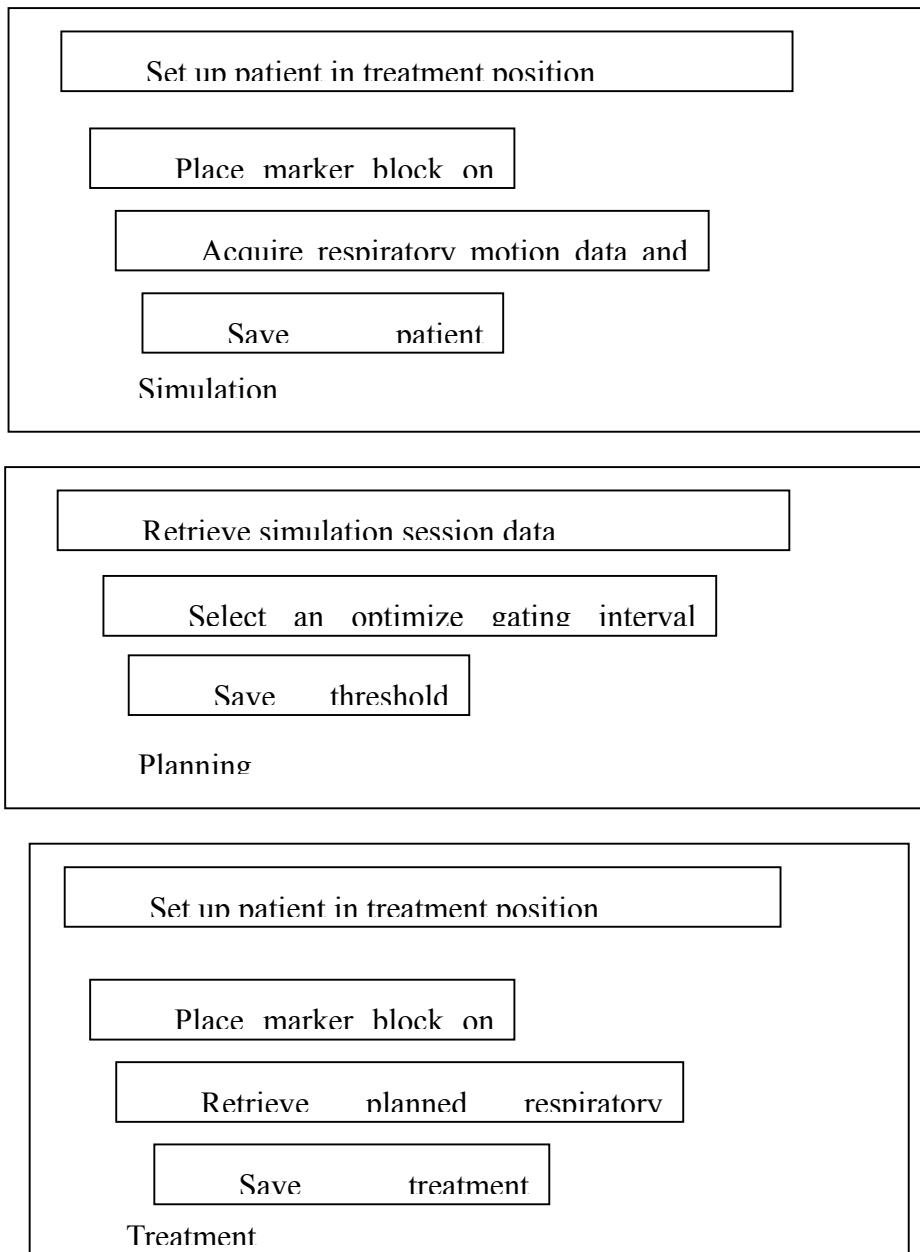 Set up patient in treatment position
Place marker block on
Acquire respiratory motion data and
Save patient
Simulation
Retrieve simulation session data
Select an optimize gating interval
Save threshold
Planning
Set up patient in treatment position
Place marker block on
Retrieve planned respiratory
Save treatment
Treatment